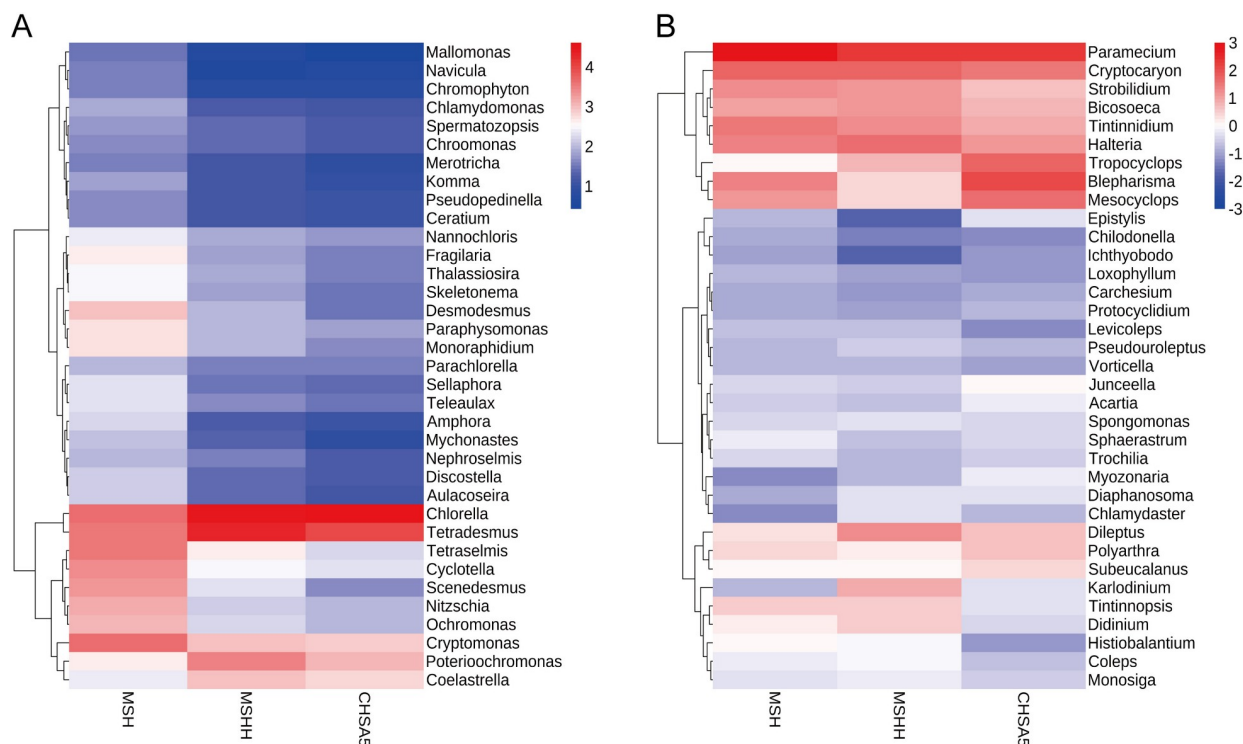 A
Mallomonas
Navicula
Chromophyton
Chlamydomonas
Spermatozopsis
Chroomonas
Merotricha
Komma
Pseudopedinella
Ceratium
Nannochloris
Fragilaria
Thalassiosira
Skeletonema
Desmodesmus
Paraphysomonas
Monoraphidium
Parachlorella
Sellaphora
Teleaulax
Amphora
Mychonastes
Nephroselmis
Discostella
Aulacoseira
Chlorella
Tetradesmus
Tetraselmis
Cyclotella
Scenedesmus
Nitzschia
Ochromonas
Cryptomonas
Poterioochromonas
Coelastrella
4
3
2
1
MSH
MSHH
CHSA5
B
Paramecium
Cryptocaryon
Strobilidium
Bicosoeca
Tintinnidium
Halteria
Tropocyclops
Blepharisma
Mesocyclops
Epistylis
Chilodonella
Ichthyobodo
Loxophyllum
Carchesium
Protocyclidium
Levicoleps
Pseudouroleptus
Vorticella
Junceella
Acartia
Spongomonas
Sphaerastrum
Trochilia
Myozonaria
Diaphanosoma
Chlamydaster
Dileptus
Polyarthra
Subeucalanus
Karlodinium
Tintinnopsis
Didinium
Histiobalantium
Coleps
Monosiga
3
2
1
0
-1
-2
-3
MSH
MSHH
CHSA5